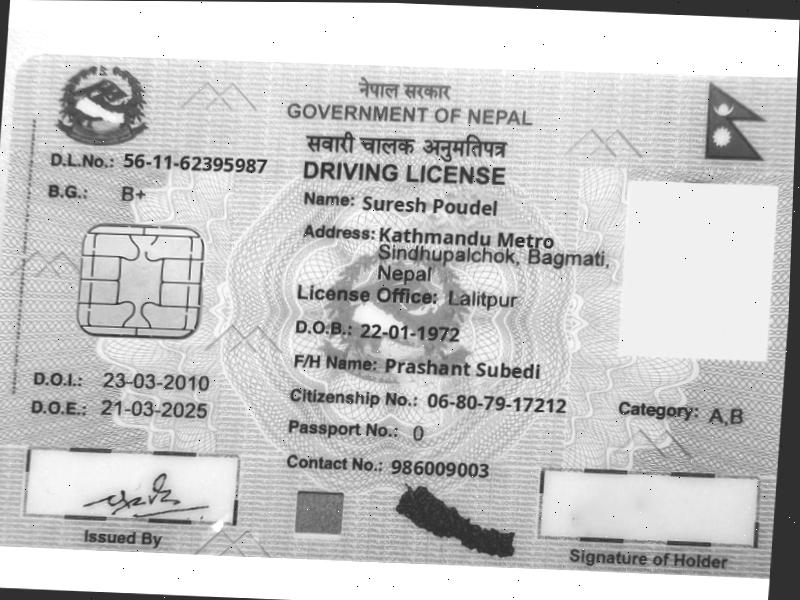 नेपाल सरकार
GOVERNMENT OF NEPAL
सवारी चालक अनुमतिपत्र
DRIVING LICENSE
D.L.No.: 56-11-62395987
B.G.: B+
Name: Suresh Poudel
Address: Kathmandu Metro
Sindhupalchok, Bagmati,
Nepal
License Office: Lalitpur
D.O.B.: 22-01-1972
F/H Name: Prashant Subedi
D.O.I.: 23-03-2010
D.O.E.: 21-03-2025
Citizenship No.: 06-80-79-17212
Category: A,B
Passport No.: 0
Contact No.: 986009003
Issued By
Signature of Holder